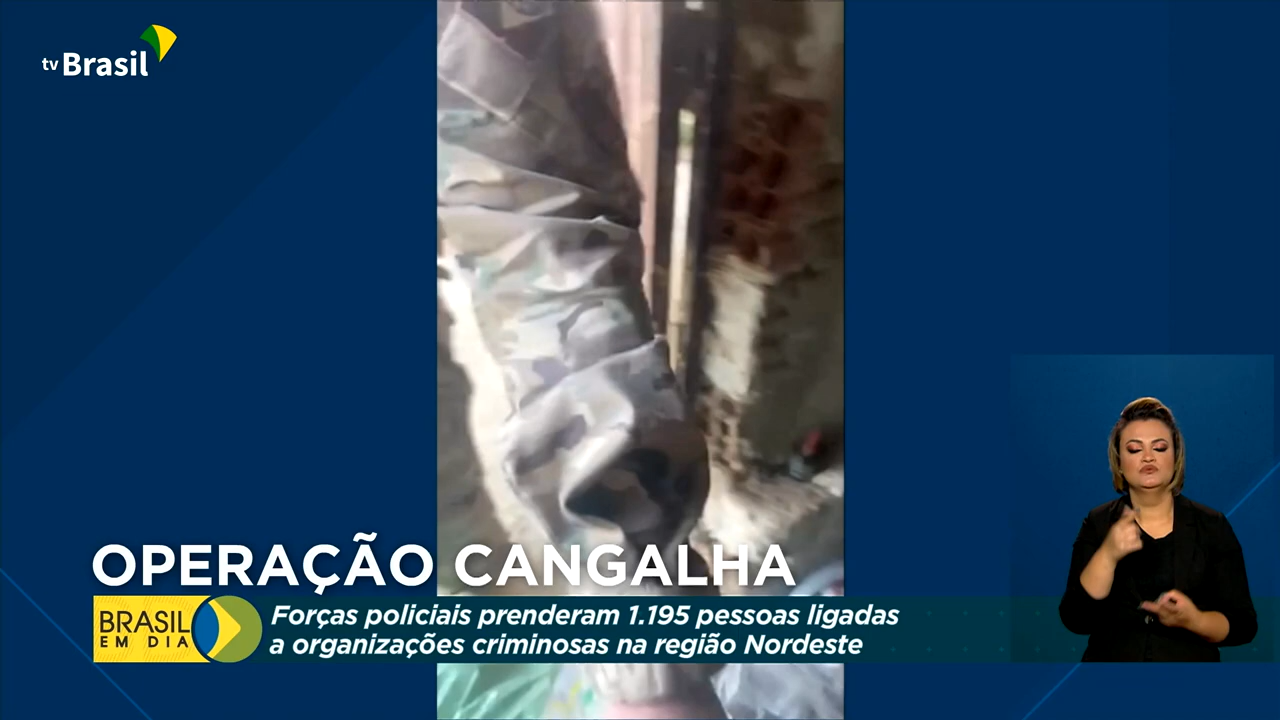 tv Brasil
OPERAÇÃO CANGALHA
BRASIL
EM DIA
Forças policiais prenderam 1.195 pessoas ligadas
a organizações criminosas na região Nordeste